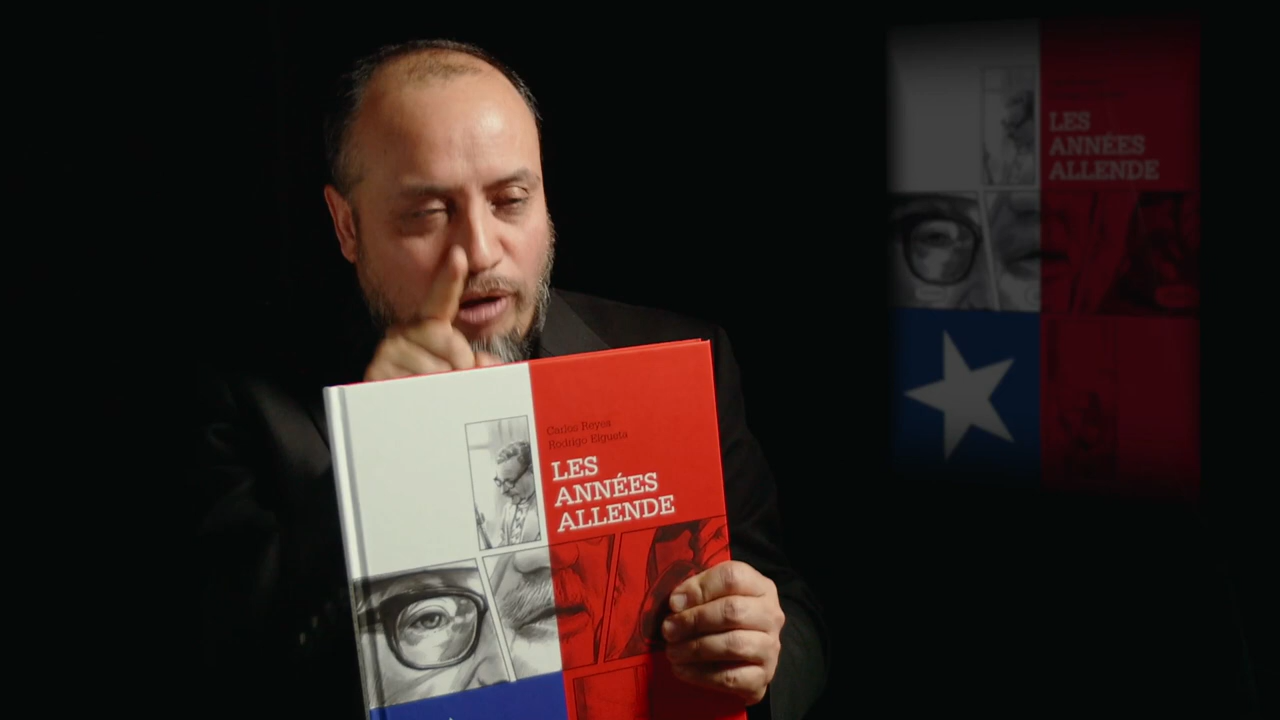 Carlos Reyes
Rodrigo Elgueta
LES
ANNÉES
ALLENDE
LES
ANNÉES
ALLENDE